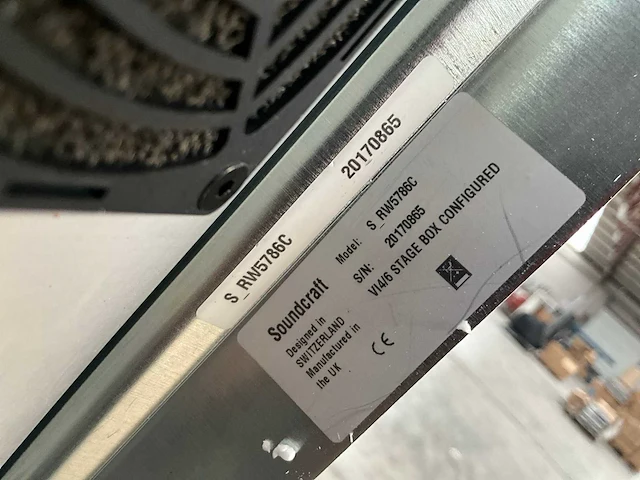 S_RW5786C 20170865
Soundcraft
Designed in
SWITZERLAND
Manufactured in
the UK
Model: S_RW5786C
S/N: 20170865
VI4/6 STAGE BOX CONFIGURED
CE